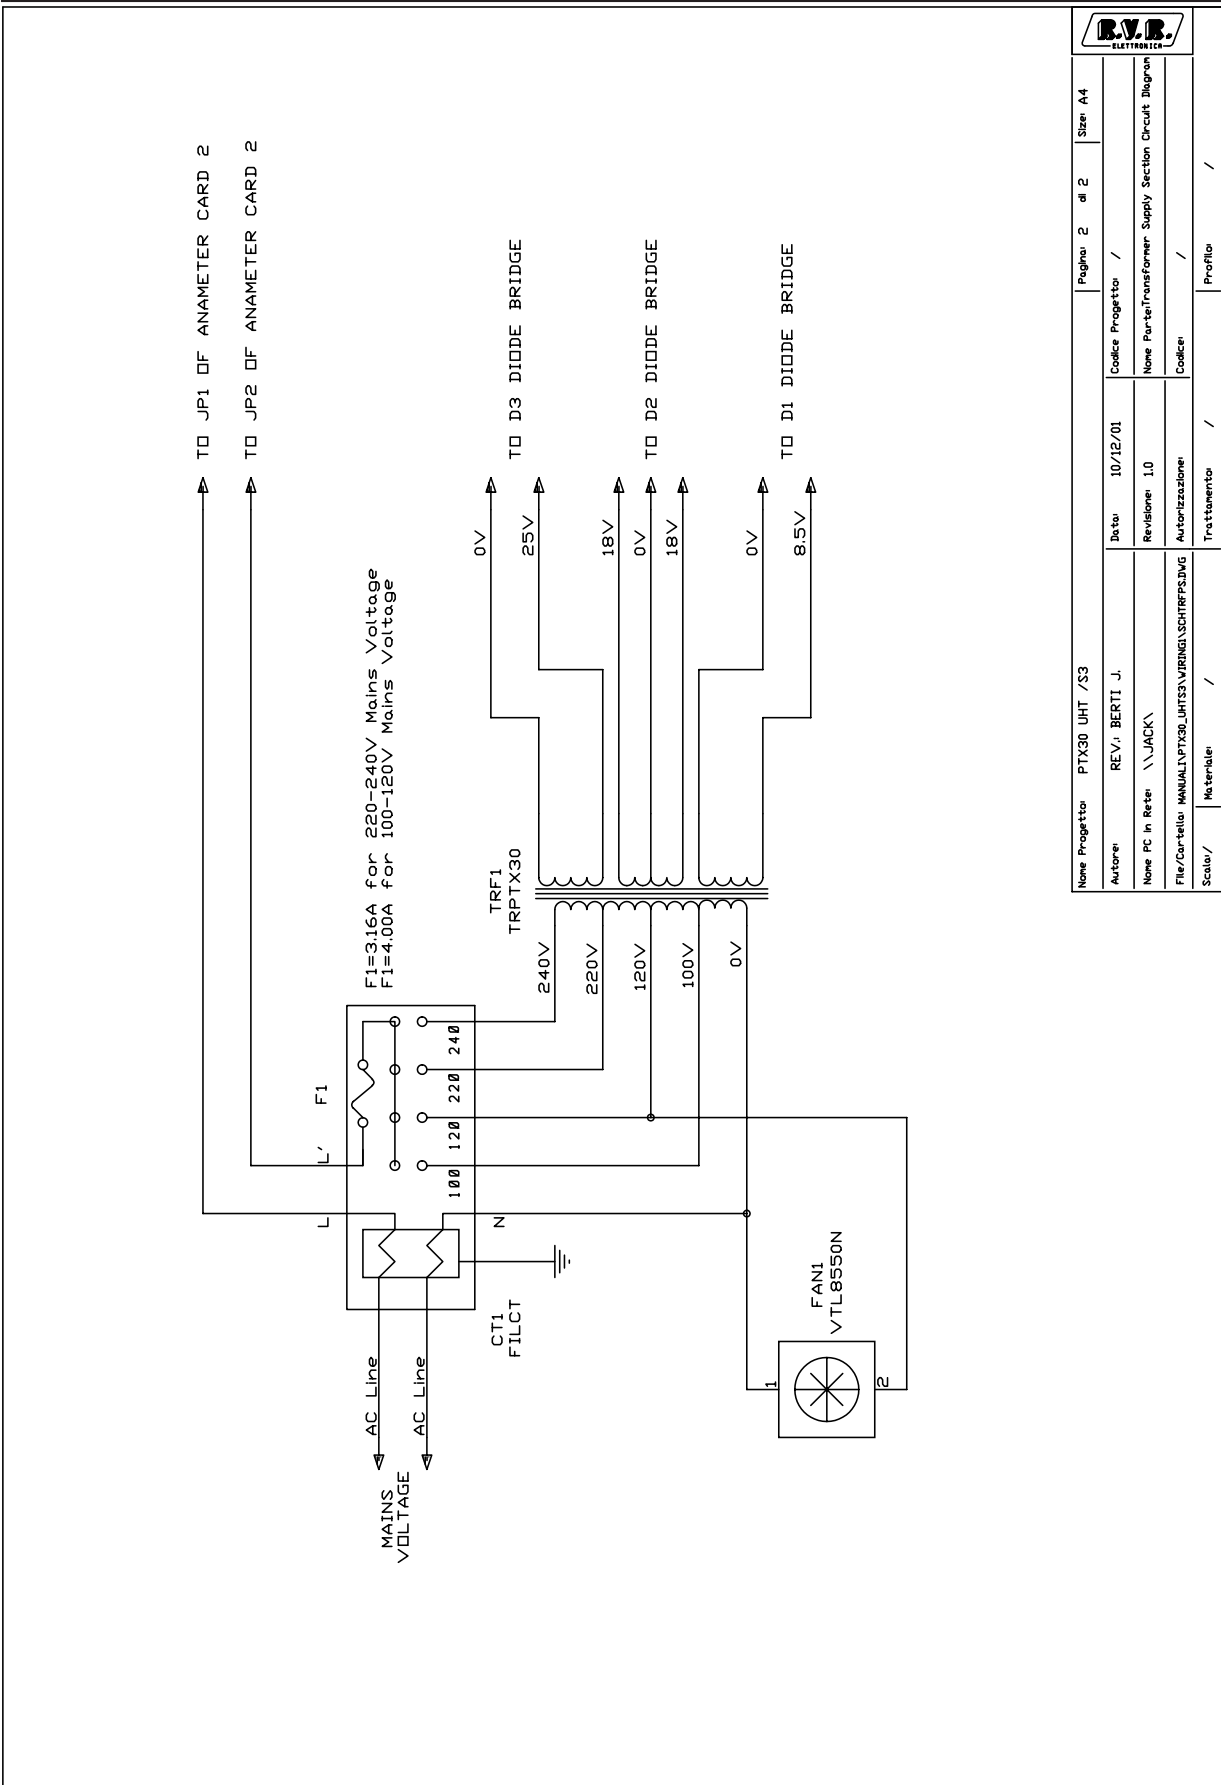 TO JP1 OF ANAMETER CARD 2
TO JP2 OF ANAMETER CARD 2
F1=3.16A for 220-240V Mains Voltage
F1=4.00A for 100-120V Mains Voltage
F1
L'
L
N
100
120
220
240
MAINS
VOLTAGE
AC Line
AC Line
CT1
FILCT
TRF1
TRPTX30
240V
220V
120V
100V
0V
0V
25V
18V
0V
18V
0V
8.5V
TO D3 DIODE BRIDGE
TO D2 DIODE BRIDGE
TO D1 DIODE BRIDGE
FAN1
VTL8550N
1
2
Nome Progetto: PTX30 UHT /S3
Pagina: 2 di 2
Size: A4
Autore: REV.: BERTI J.
Data: 10/12/01
Codice Progetto: /
Nome PC in Rete: \\JACK\
Revisione: 1.0
Nome Parte:Transformer Supply Section Circuit Diagram
File/Cartella: MANUALI\PTX30_UHTS3\WIRING1\SCHTRFPS.DWG
Autorizzazione:
Codice: /
Scala:/
Materiale: /
Trattamento: /
Profilo: /
R.V.R.
ELETTRONICA